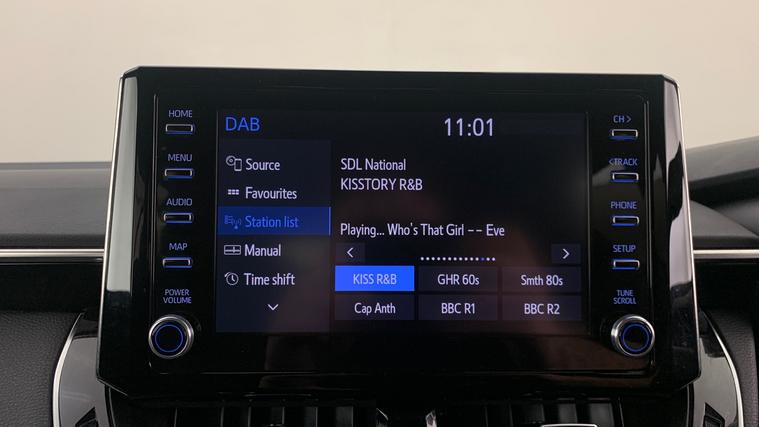 HOME
MENU
AUDIO
MAP
POWER
VOLUME
DAB
11:01
Source
Favourites
Station list
Manual
Time shift
SDL National
KISSTORY R&B
Playing... Who's That Girl -- Eve
KISS R&B
GHR 60s
Smth 80s
Cap Anth
BBC R1
BBC R2
CH >
<TRACK
PHONE
SETUP
TUNE
SCROLL